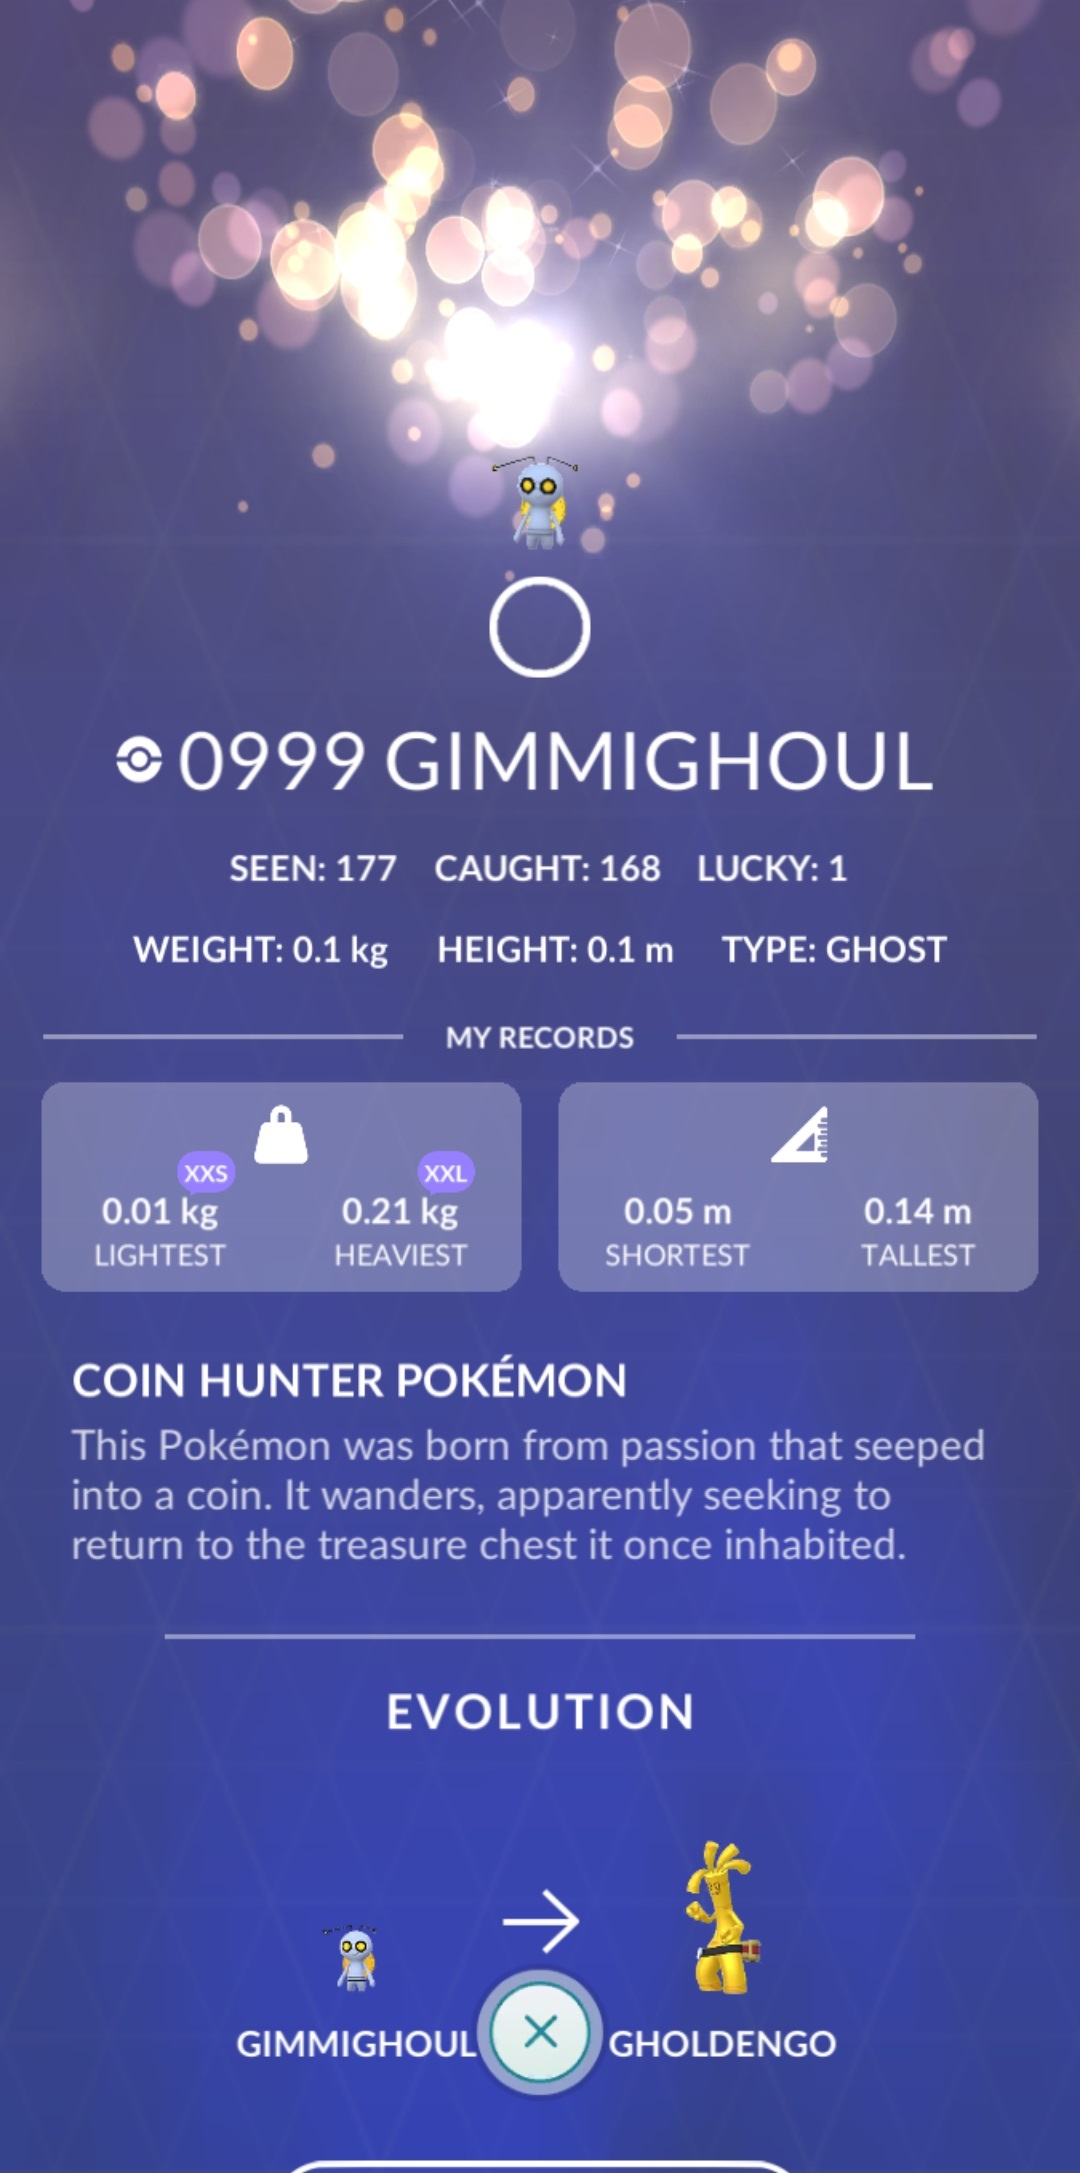 0999 GIMMIGHOUL
SEEN: 177 CAUGHT: 168 LUCKY: 1
WEIGHT: 0.1 kg HEIGHT: 0.1 m TYPE: GHOST
MY RECORDS
XXS XXL
0.01 kg 0.21 kg 0.05 m 0.14 m
LIGHTEST HEAVIEST SHORTEST TALLEST
COIN HUNTER POKÉMON
This Pokémon was born from passion that seeped
into a coin. It wanders, apparently seeking to
return to the treasure chest it once inhabited.
EVOLUTION
GIMMIGHOUL GHOLDENGO